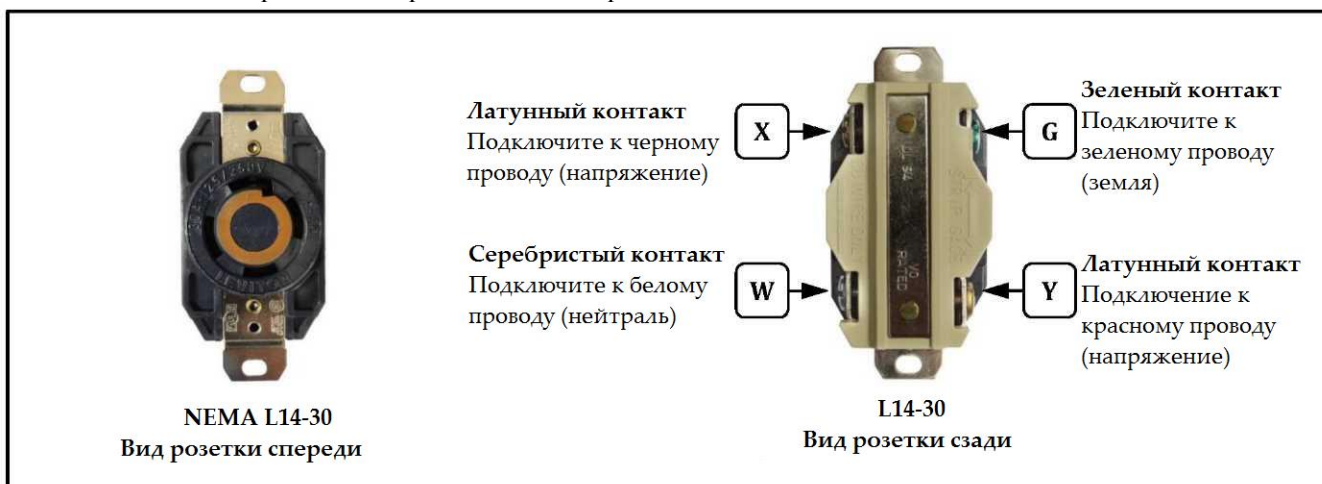 Латунный контакт
Подключите к черному
проводу (напряжение)
X
G
Зеленый контакт
Подключите к
зеленому проводу
(земля)
Серебристый контакт
Подключите к белому
проводу (нейтраль)
W
Y
Латунный контакт
Подключение к
красному проводу
(напряжение)
RATED
NEMA L14-30
Вид розетки спереди
L14-30
Вид розетки сзади